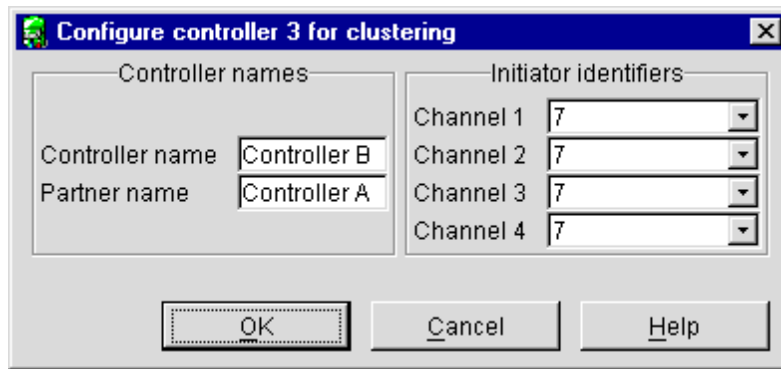 Configure controller 3 for clustering
Controller names
Controller name Controller B
Partner name Controller A
Initiator identifiers
Channel 1 7
Channel 2 7
Channel 3 7
Channel 4 7
OK Cancel Help